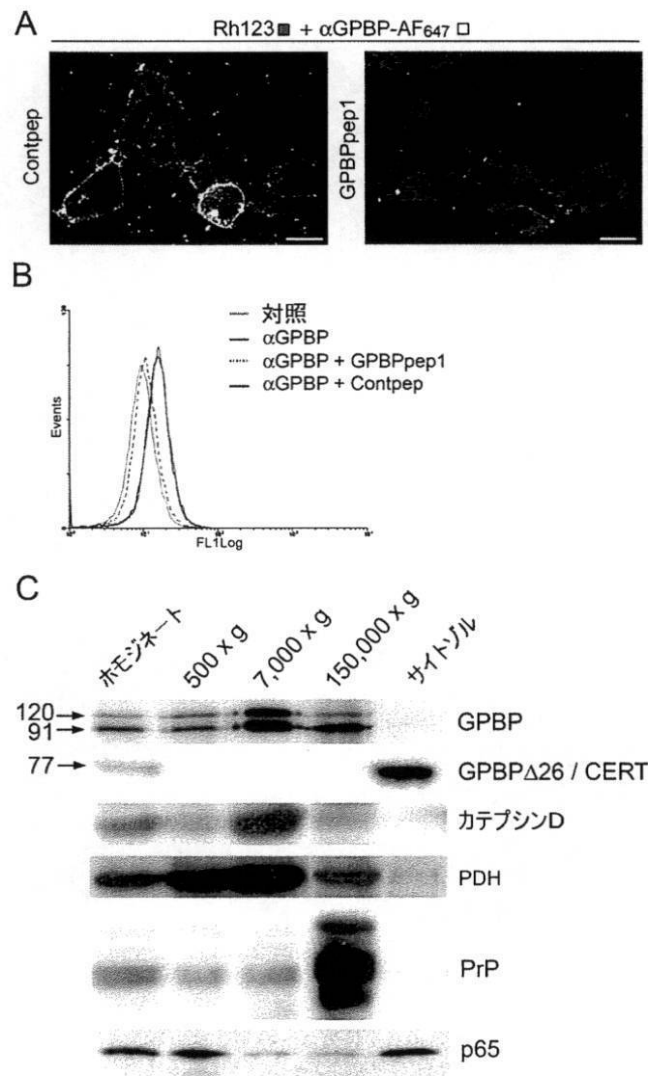 A
Rh123 + αGPBP-AF647
Contpep
GPBPpep1
B
対照
αGPBP
αGPBP + GPBPpep1
αGPBP + Contpep
Events
FL1Log
C
ホモジネート
500 x g
7,000 x g
150,000 x g
サイトゾル
120
91
GPBP
77
GPBPΔ26 / CERT
カテプシンD
PDH
PrP
p65